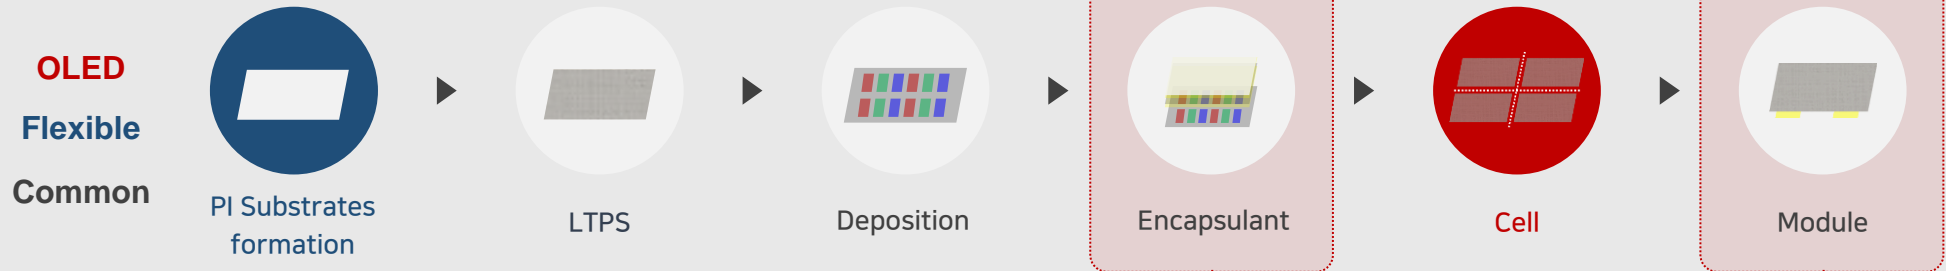 OLED
Flexible
Common
PI Substrates
formation
LTPS
Deposition
Encapsulant
Cell
Module